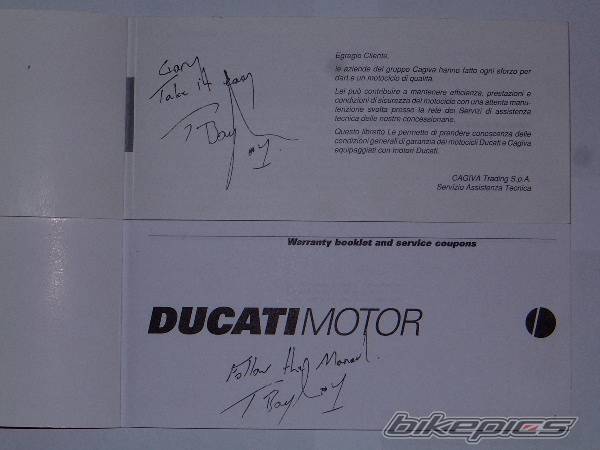 Gary
Take it easy
T Bay
#1
Egregio Cliente,
le aziende del gruppo Cagiva hanno fatto ogni sforzo per
darLe un motociclo di qualità.
Lei può contribuire a mantenere efficienza, prestazioni e
condizioni di sicurezza del motociclo con una attenta manu-
tenzione svolta presso la rete dei Servizi di assistenza
tecnica delle nostre concessionarie.
Questo libretto Le permette di prendere conoscenza delle
condizioni generali di garanzia dei motocicli Ducati e Cagiva
equipaggiati con motori Ducati.
CAGIVA Trading S.p.A.
Servizio Assistenza Tecnica
Warranty booklet and service coupons
DUCATIMOTOR
Follow the Manual.
T Bay #1
bikepics